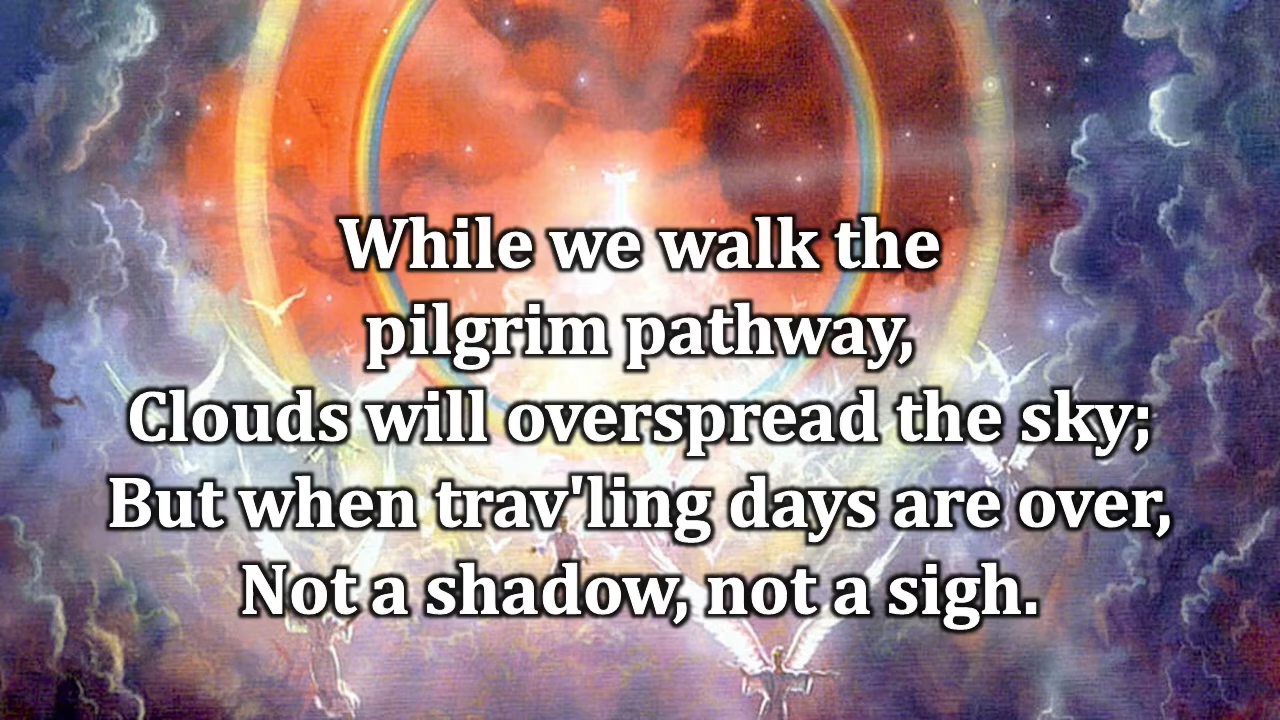 While we walk the
pilgrim pathway,
Clouds will overspread the sky;
But when trav'ling days are over,
Not a shadow, not a sigh.